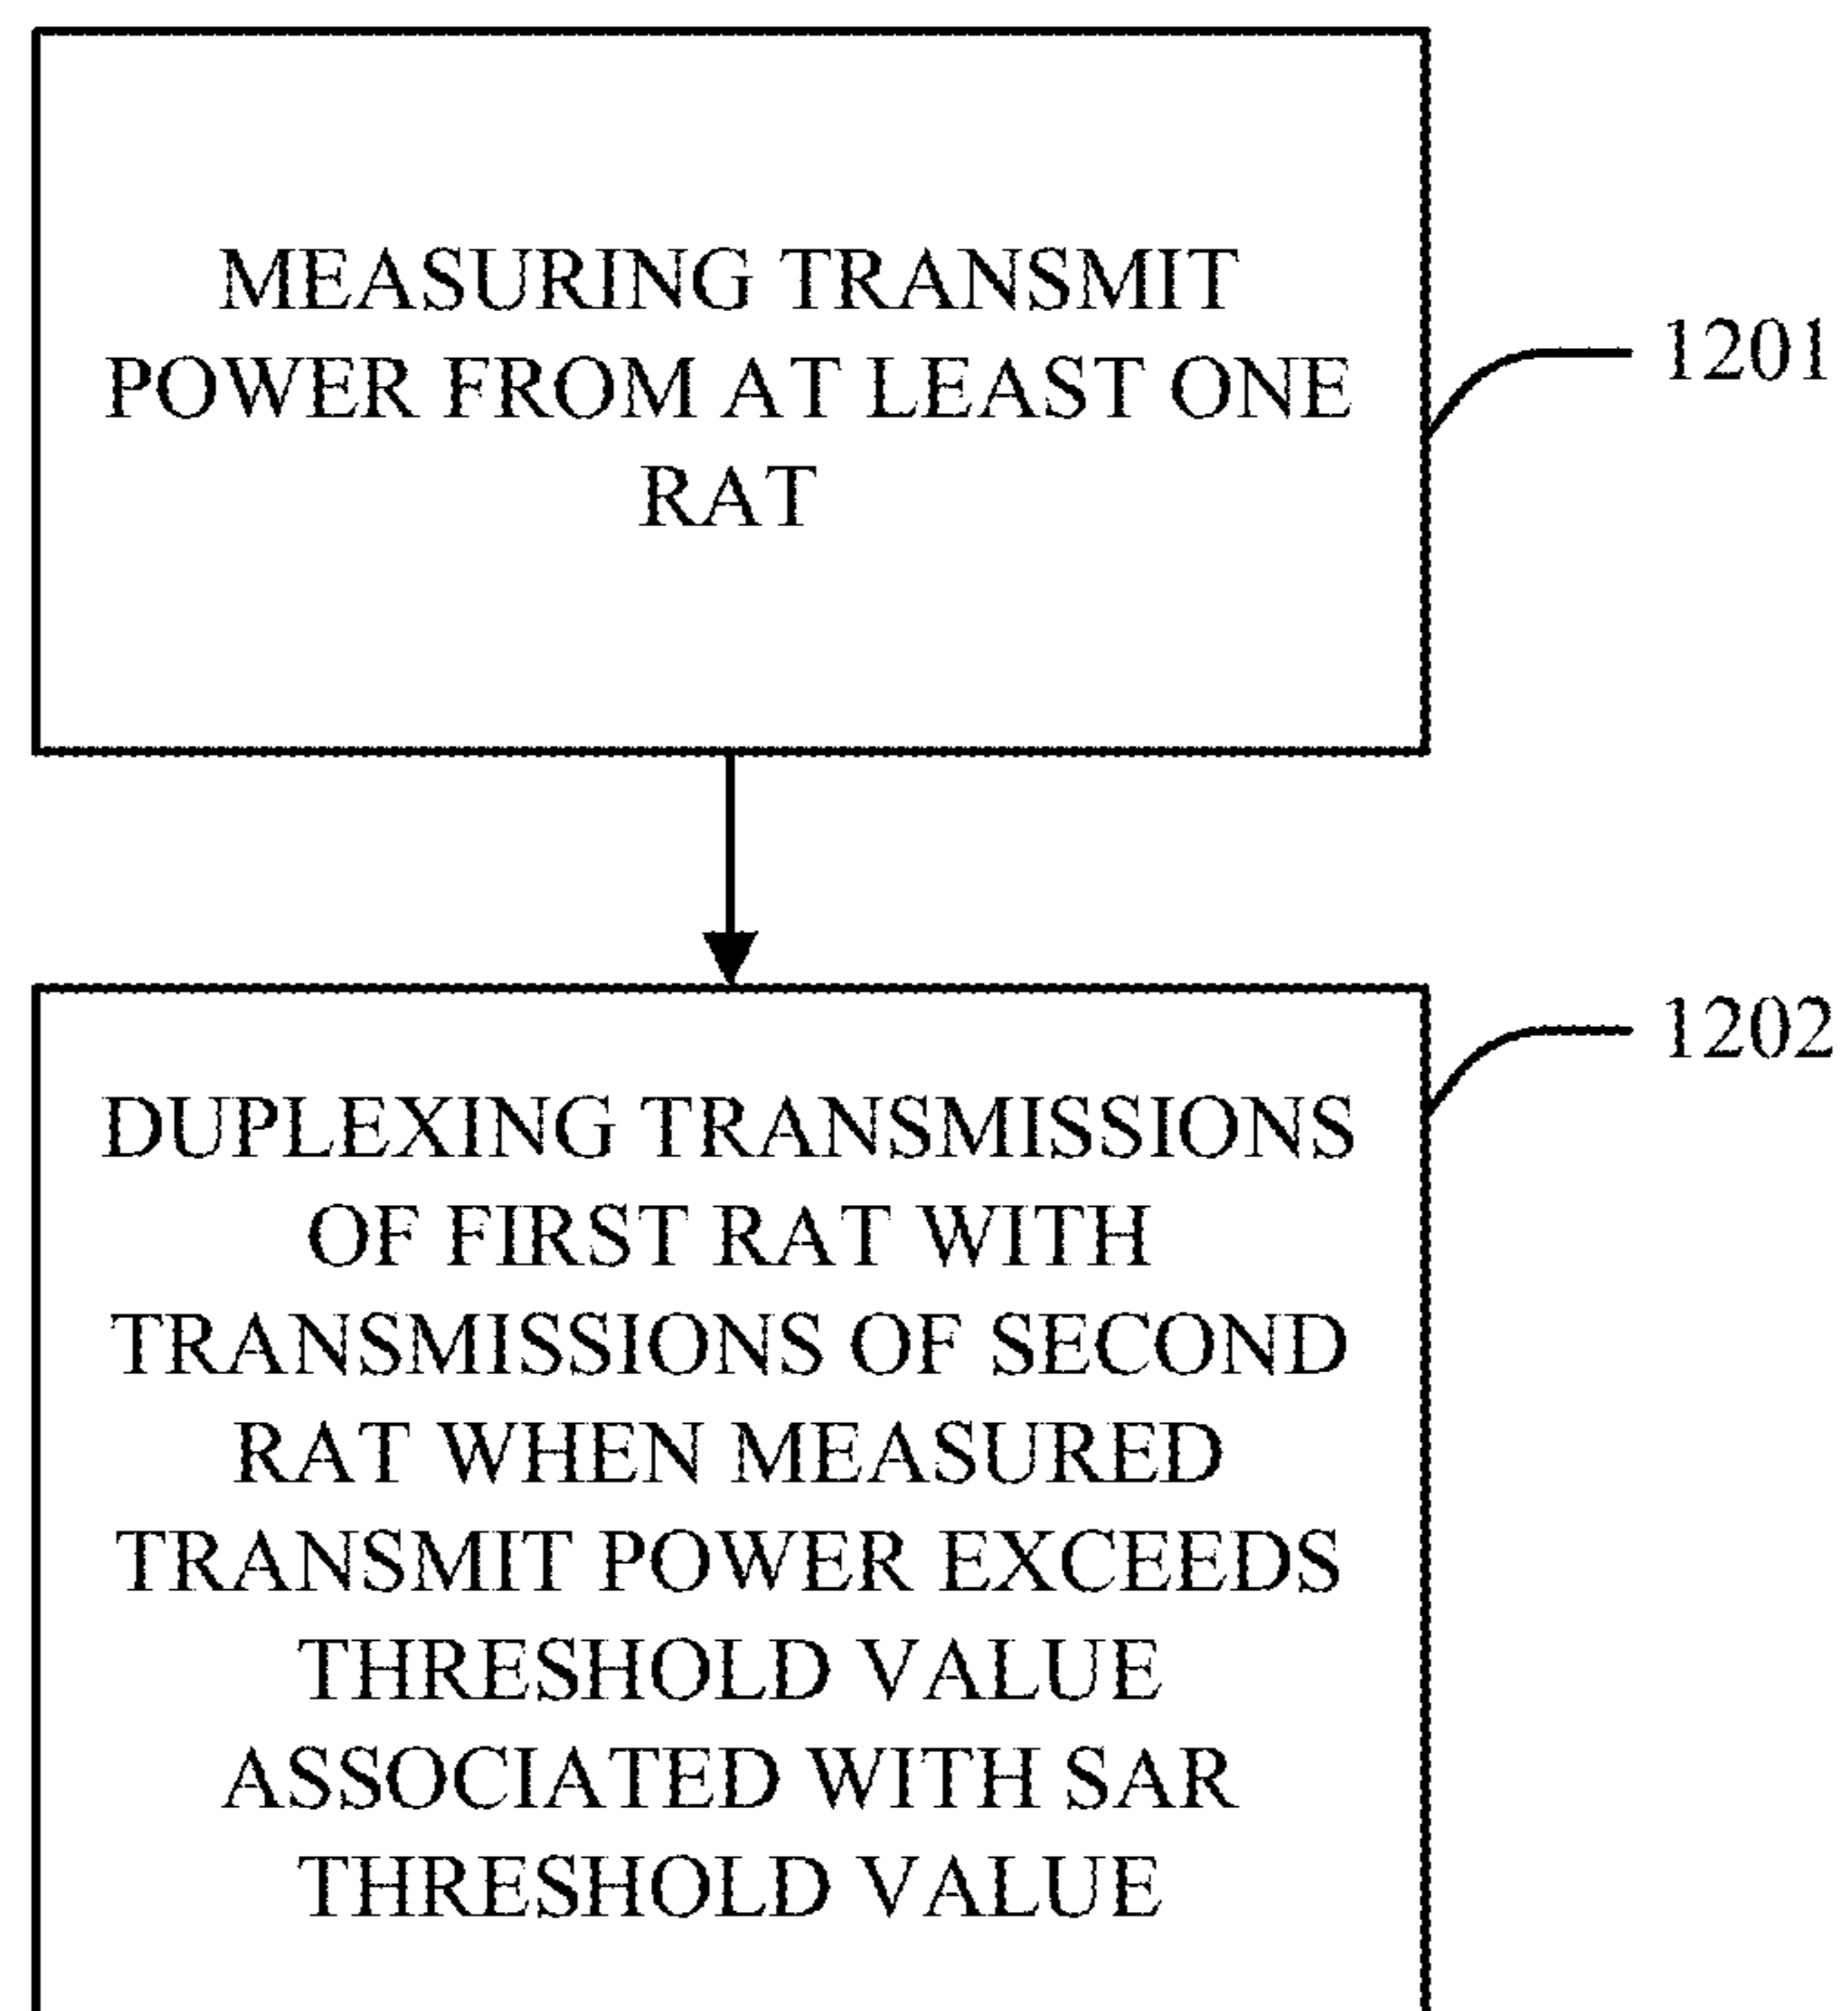 MEASURING TRANSMIT
POWER FROM AT LEAST ONE
RAT
1201
1202
DUPLEXING TRANSMISSIONS
OF FIRST RAT WITH
TRANSMISSIONS OF SECOND
RAT WHEN MEASURED
TRANSMIT POWER EXCEEDS
THRESHOLD VALUE
ASSOCIATED WITH SAR
THRESHOLD VALUE